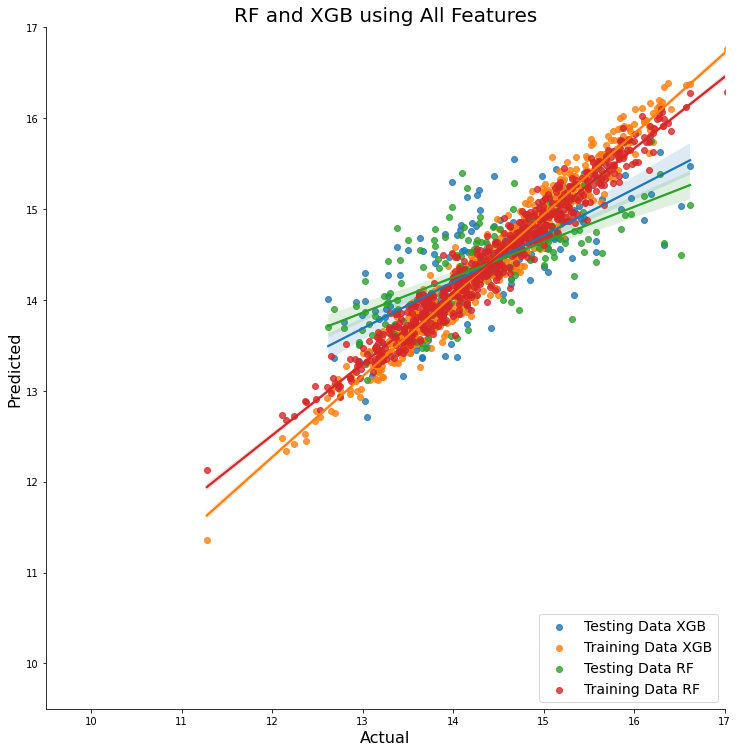 RF and XGB using All Features
17
16
15
14
13
12
11
10
Predicted
Testing Data XGB
Training Data XGB
Testing Data RF
Training Data RF
10 11 12 13 14 15 16 17
Actual